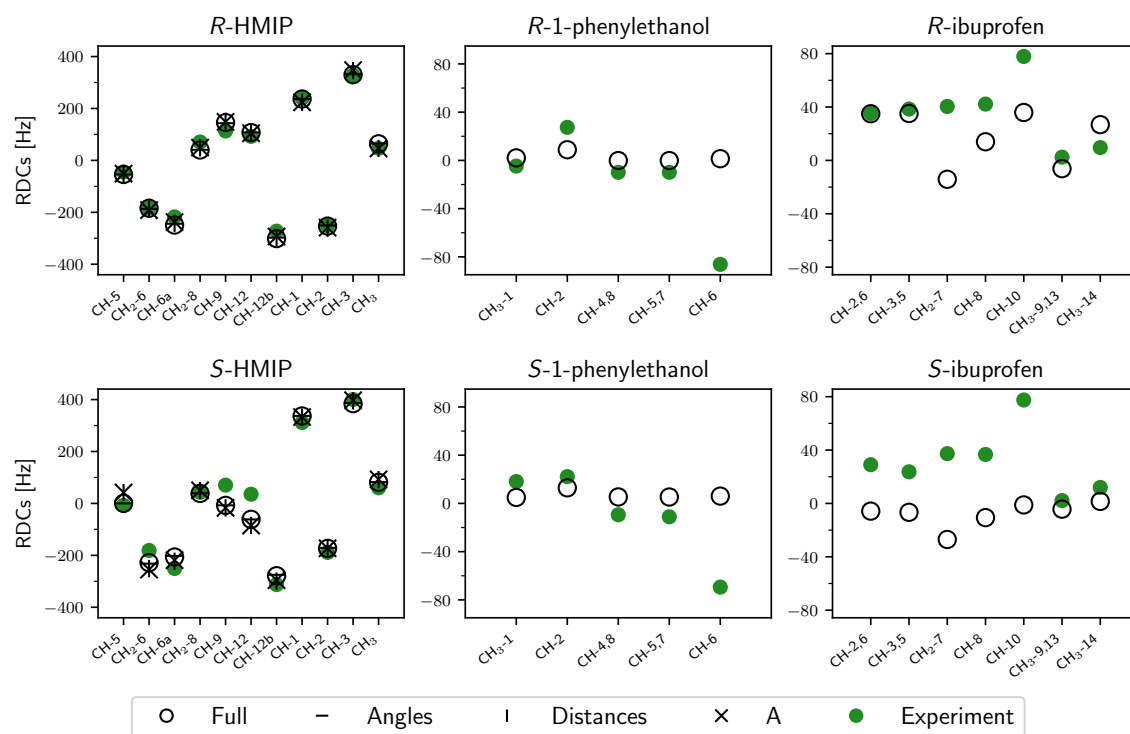 R-HMIP
R-1-phenylethanol
R-ibuprofen
RDCs [Hz]
400
200
0
−200
−400
80
40
0
−40
−80
80
40
0
−40
−80
CH-5
CH₂-6
CH-6a
CH₂-8
CH-9
CH-12
CH-12b
CH-1
CH-2
CH-3
CH₃
CH₃-1
CH-2
CH-4,8
CH-5,7
CH-6
CH-2,6
CH-3,5
CH₂-7
CH-8
CH-10
CH₃-9,13
CH₃-14
S-HMIP
S-1-phenylethanol
S-ibuprofen
RDCs [Hz]
400
200
0
−200
−400
80
40
0
−40
−80
80
40
0
−40
−80
CH-5
CH₂-6
CH-6a
CH₂-8
CH-9
CH-12
CH-12b
CH-1
CH-2
CH-3
CH₃
CH₃-1
CH-2
CH-4,8
CH-5,7
CH-6
CH-2,6
CH-3,5
CH₂-7
CH-8
CH-10
CH₃-9,13
CH₃-14
Full Angles Distances A Experiment